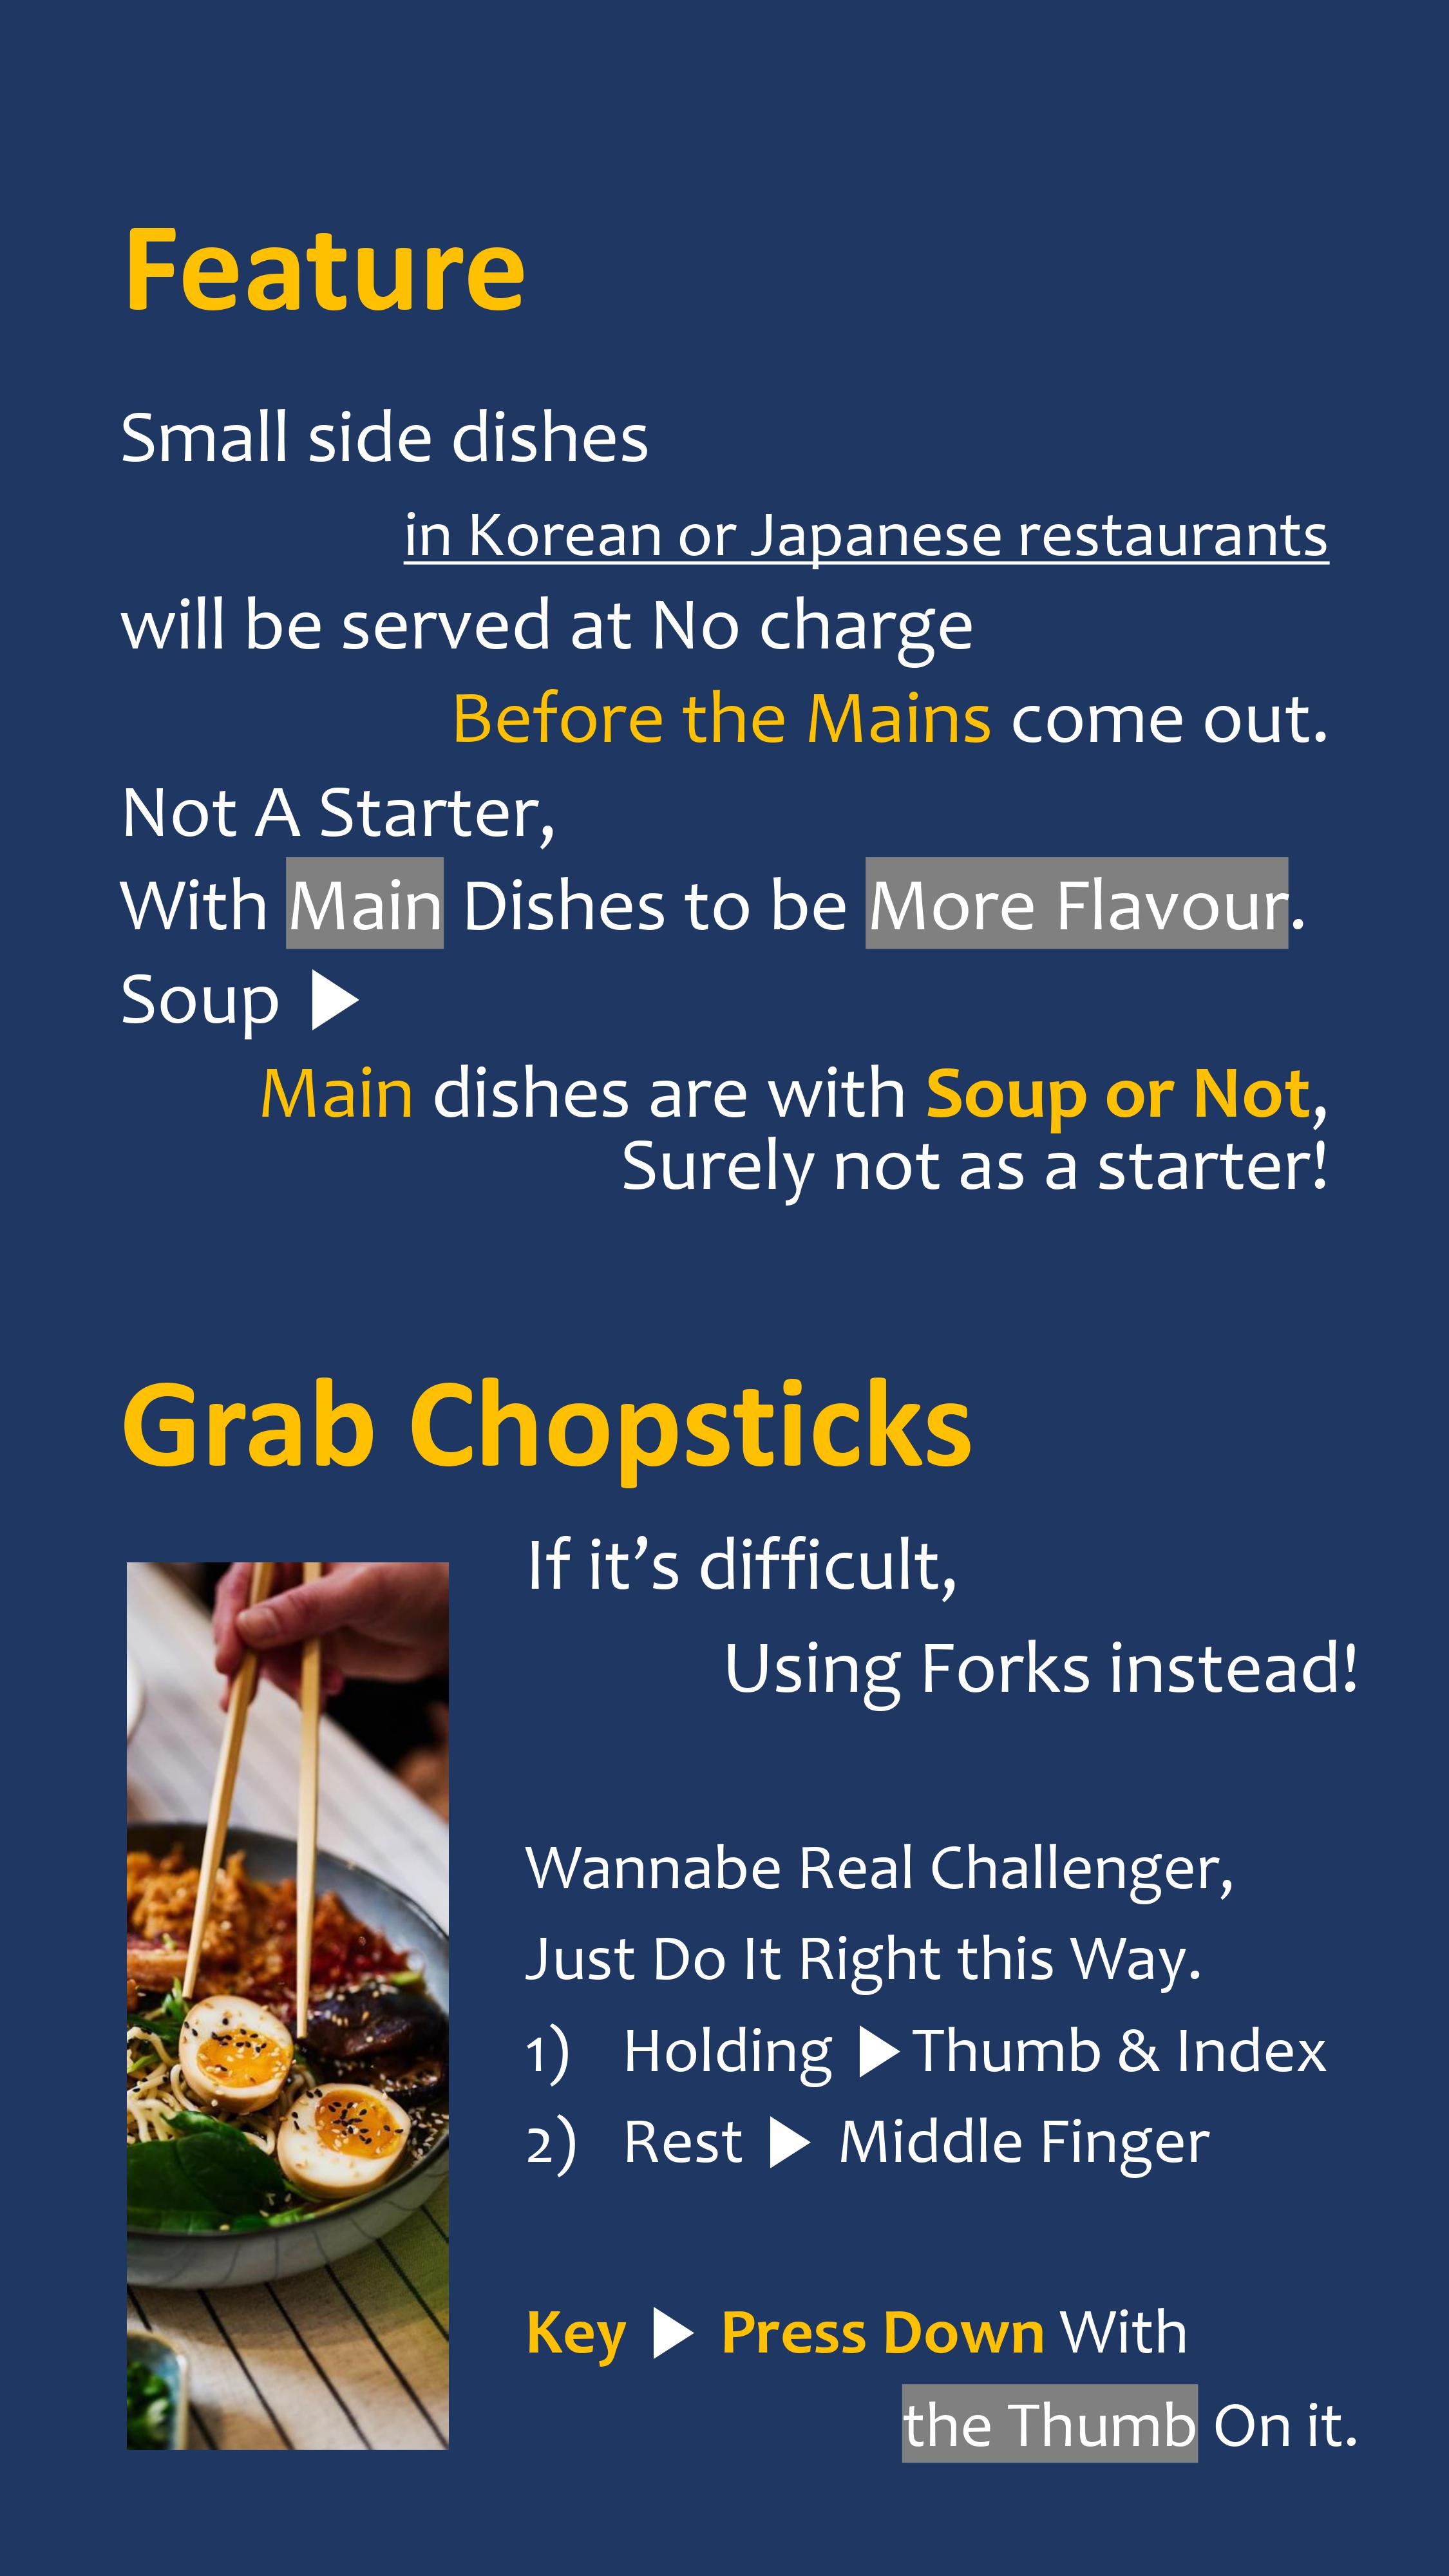 Feature
Small side dishes
in Korean or Japanese restaurants
will be served at No charge
Before the Mains come out.
Not A Starter,
With Main Dishes to be More Flavour.
Soup ▶
Main dishes are with Soup or Not,
Surely not as a starter!
Grab Chopsticks
If it’s difficult,
Using Forks instead!
Wannabe Real Challenger,
Just Do It Right this Way.
1) Holding ▶ Thumb & Index
2) Rest ▶ Middle Finger
Key ▶ Press Down With
the Thumb On it.